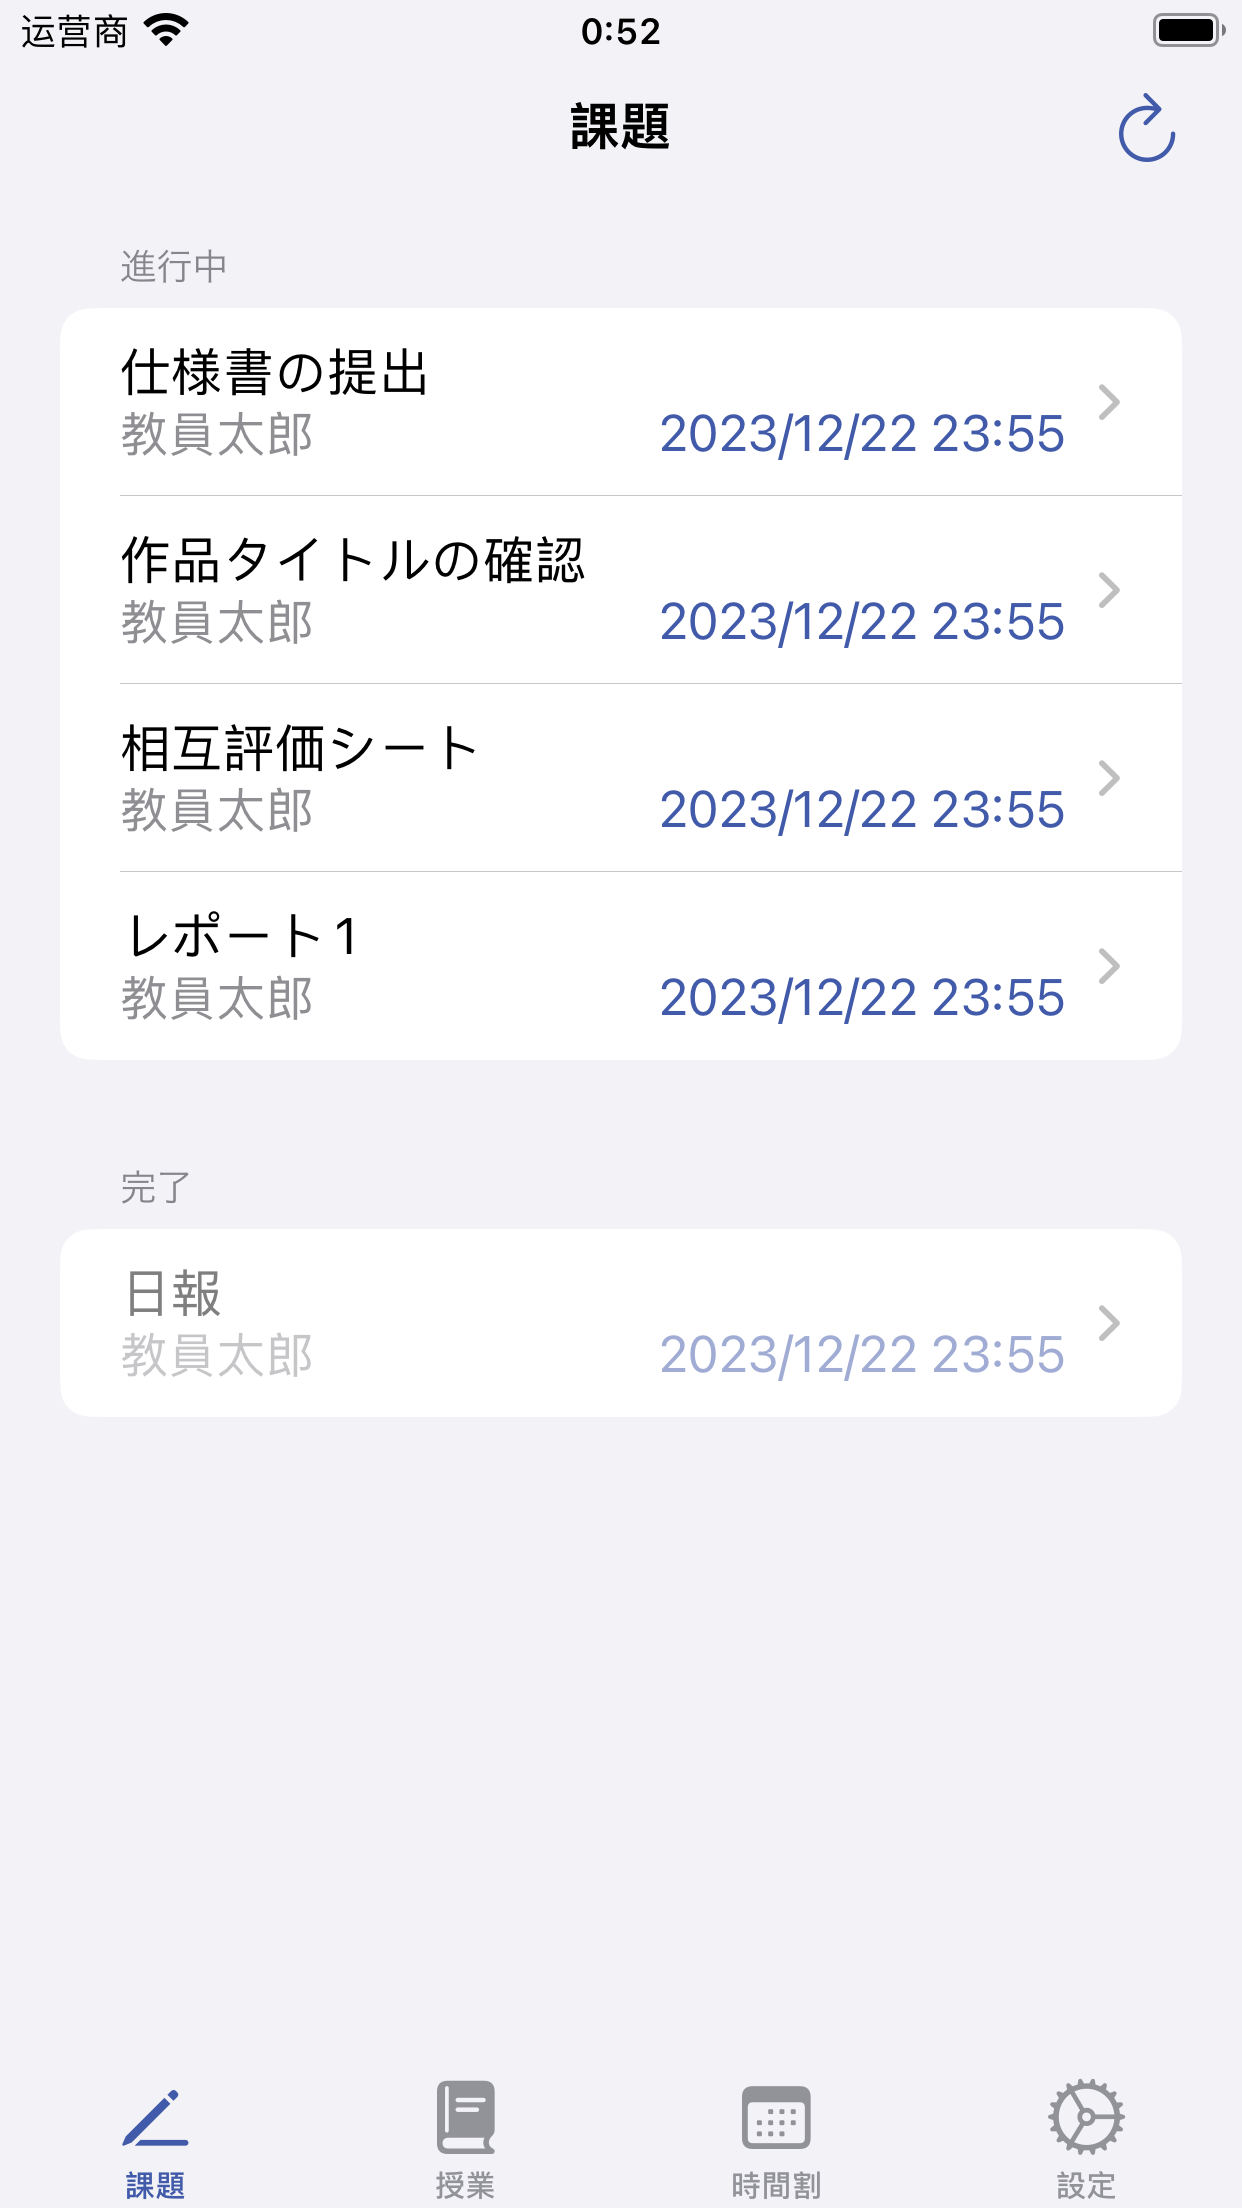 运营商 0:52
課題
進行中
仕様書の提出
教員太郎 2023/12/22 23:55
作品タイトルの確認
教員太郎 2023/12/22 23:55
相互評価シート
教員太郎 2023/12/22 23:55
レポート1
教員太郎 2023/12/22 23:55
完了
日報
教員太郎 2023/12/22 23:55
課題 授業 時間割 設定